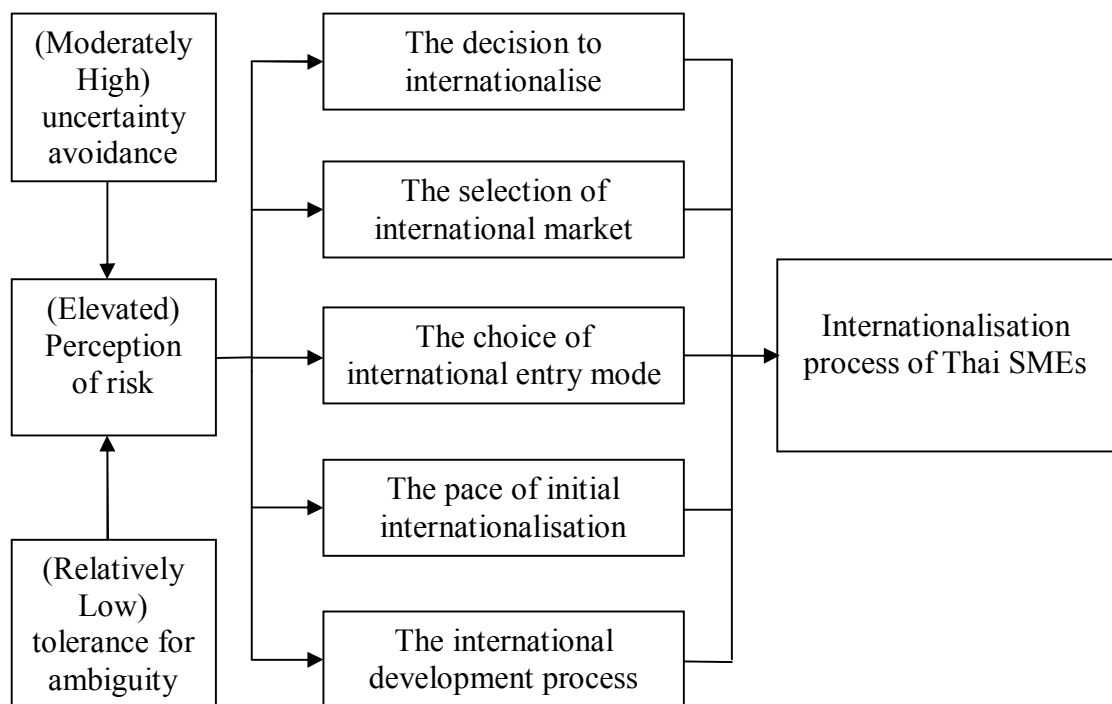 (Moderately
High)
uncertainty
avoidance
(Elevated)
Perception
of risk
(Relatively
Low)
tolerance for
ambiguity
The decision to
internationalise
The selection of
international market
The choice of
international entry mode
The pace of initial
internationalisation
The international
development process
Internationalisation
process of Thai SMEs